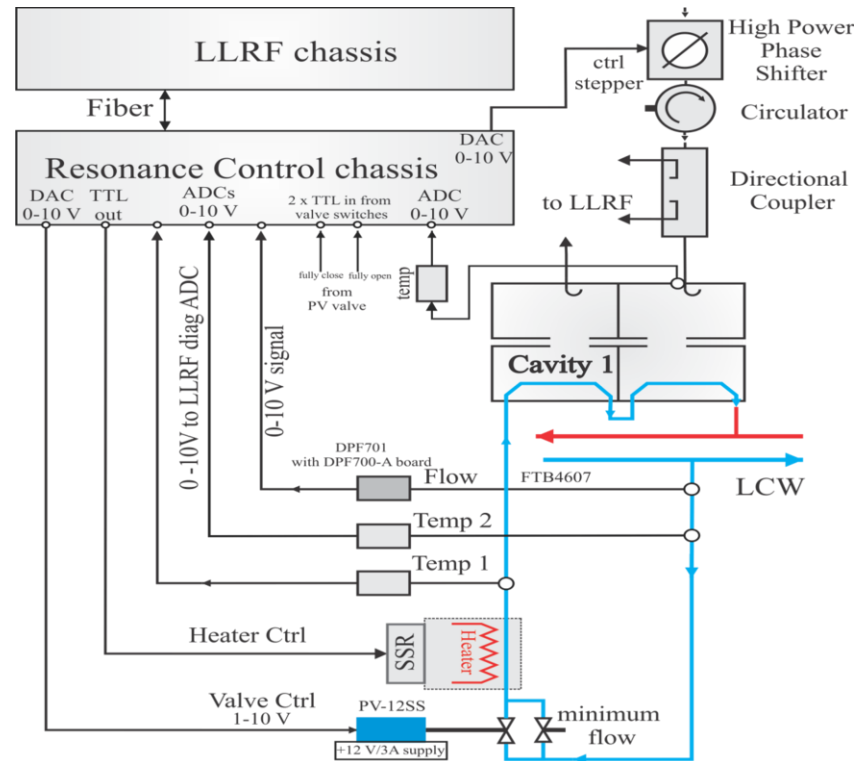 LLRF chassis
High Power
Phase
Shifter
ctrl
stepper
Fiber
Circulator
DAC
0-10 V
Resonance Control chassis
DAC
0-10 V
TTL
out
ADCs
0-10 V
2 x TTL in from
valve switches
ADC
0-10 V
Directional
Coupler
to LLRF
fully close
fully open
from
PV valve
temp
0 -10V to LLRF diag ADC
0-10 V signal
Cavity 1
DPF701
with DPF700-A board
Flow
FTB4607
LCW
Temp 2
Temp 1
Heater Ctrl
SSR
Heater
Valve Ctrl
1-10 V
PV-12SS
+12 V/3A supply
minimum
flow